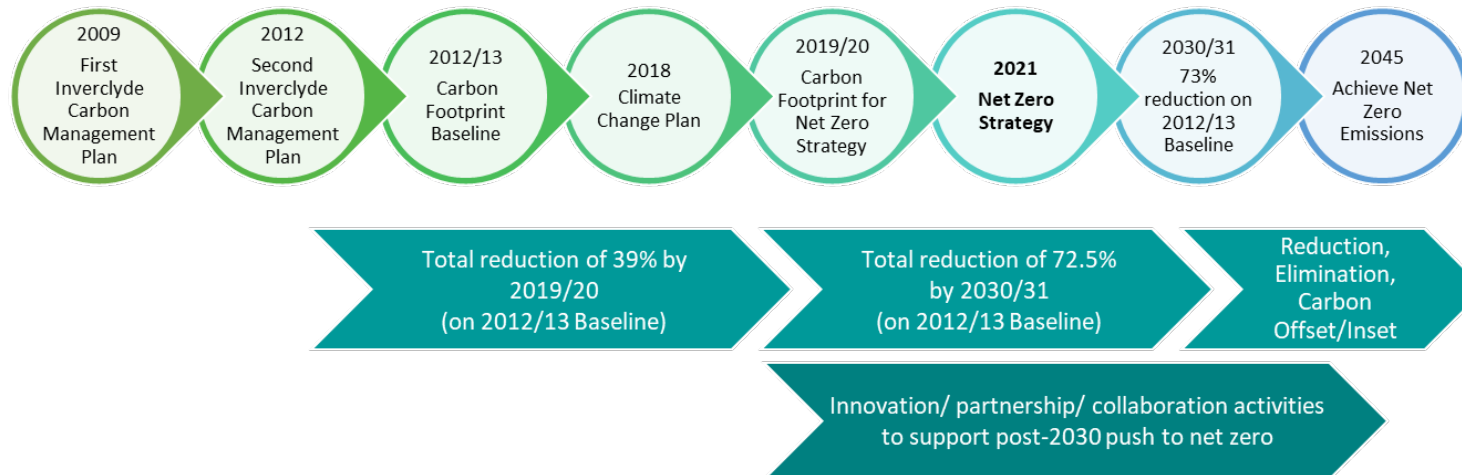 2009
First
Inverclyde
Carbon
Management
Plan
2012
Second
Inverclyde
Carbon
Management
Plan
2012/13
Carbon
Footprint
Baseline
2018
Climate
Change Plan
2019/20
Carbon
Footprint for
Net Zero
Strategy
2021
Net Zero
Strategy
2030/31
73%
reduction on
2012/13
Baseline
2045
Achieve Net
Zero
Emissions
Total reduction of 39% by
2019/20
(on 2012/13 Baseline)
Total reduction of 72.5%
by 2030/31
(on 2012/13 Baseline)
Reduction,
Elimination,
Carbon
Offset/Inset
Innovation/ partnership/ collaboration activities
to support post-2030 push to net zero